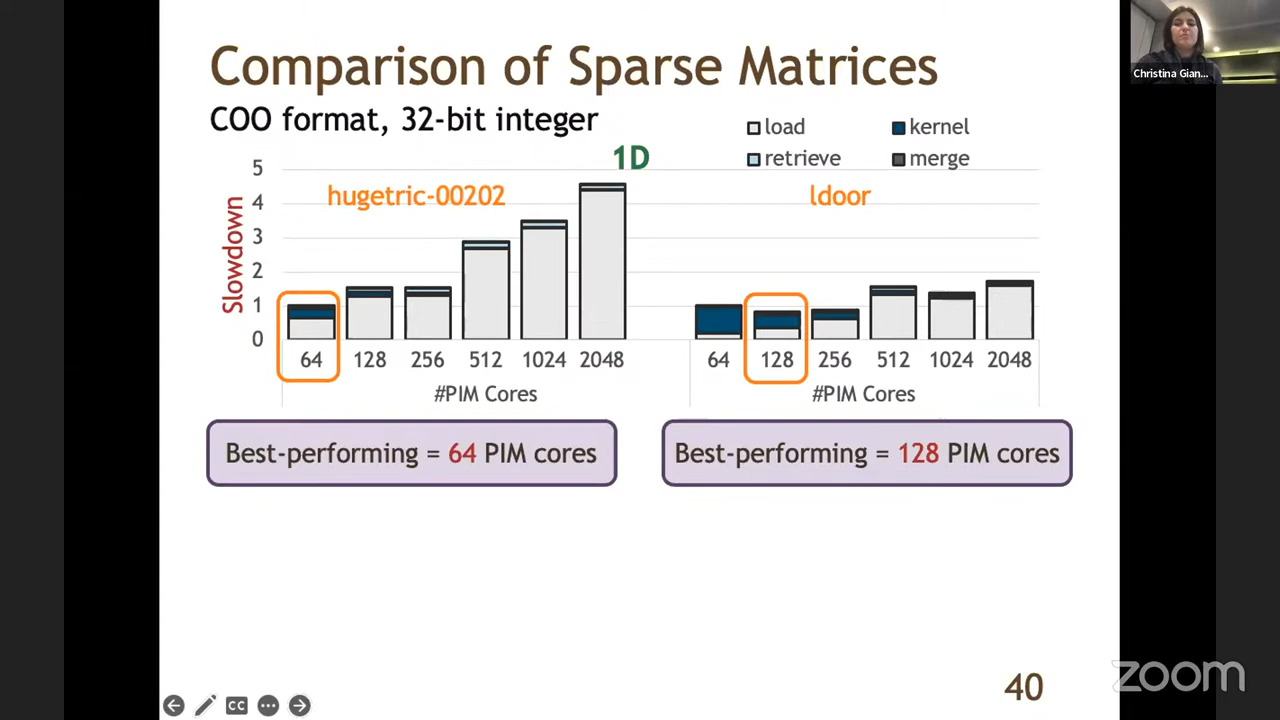 Comparison of Sparse Matrices
COO format, 32-bit integer
load
kernel
retrieve
merge
1D
hugetric-00202
ldoor
Slowdown
5
4
3
2
1
0
64 128 256 512 1024 2048
#PIM Cores
64 128 256 512 1024 2048
#PIM Cores
Best-performing = 64 PIM cores
Best-performing = 128 PIM cores
40
Christina Gian...
CC
zoom